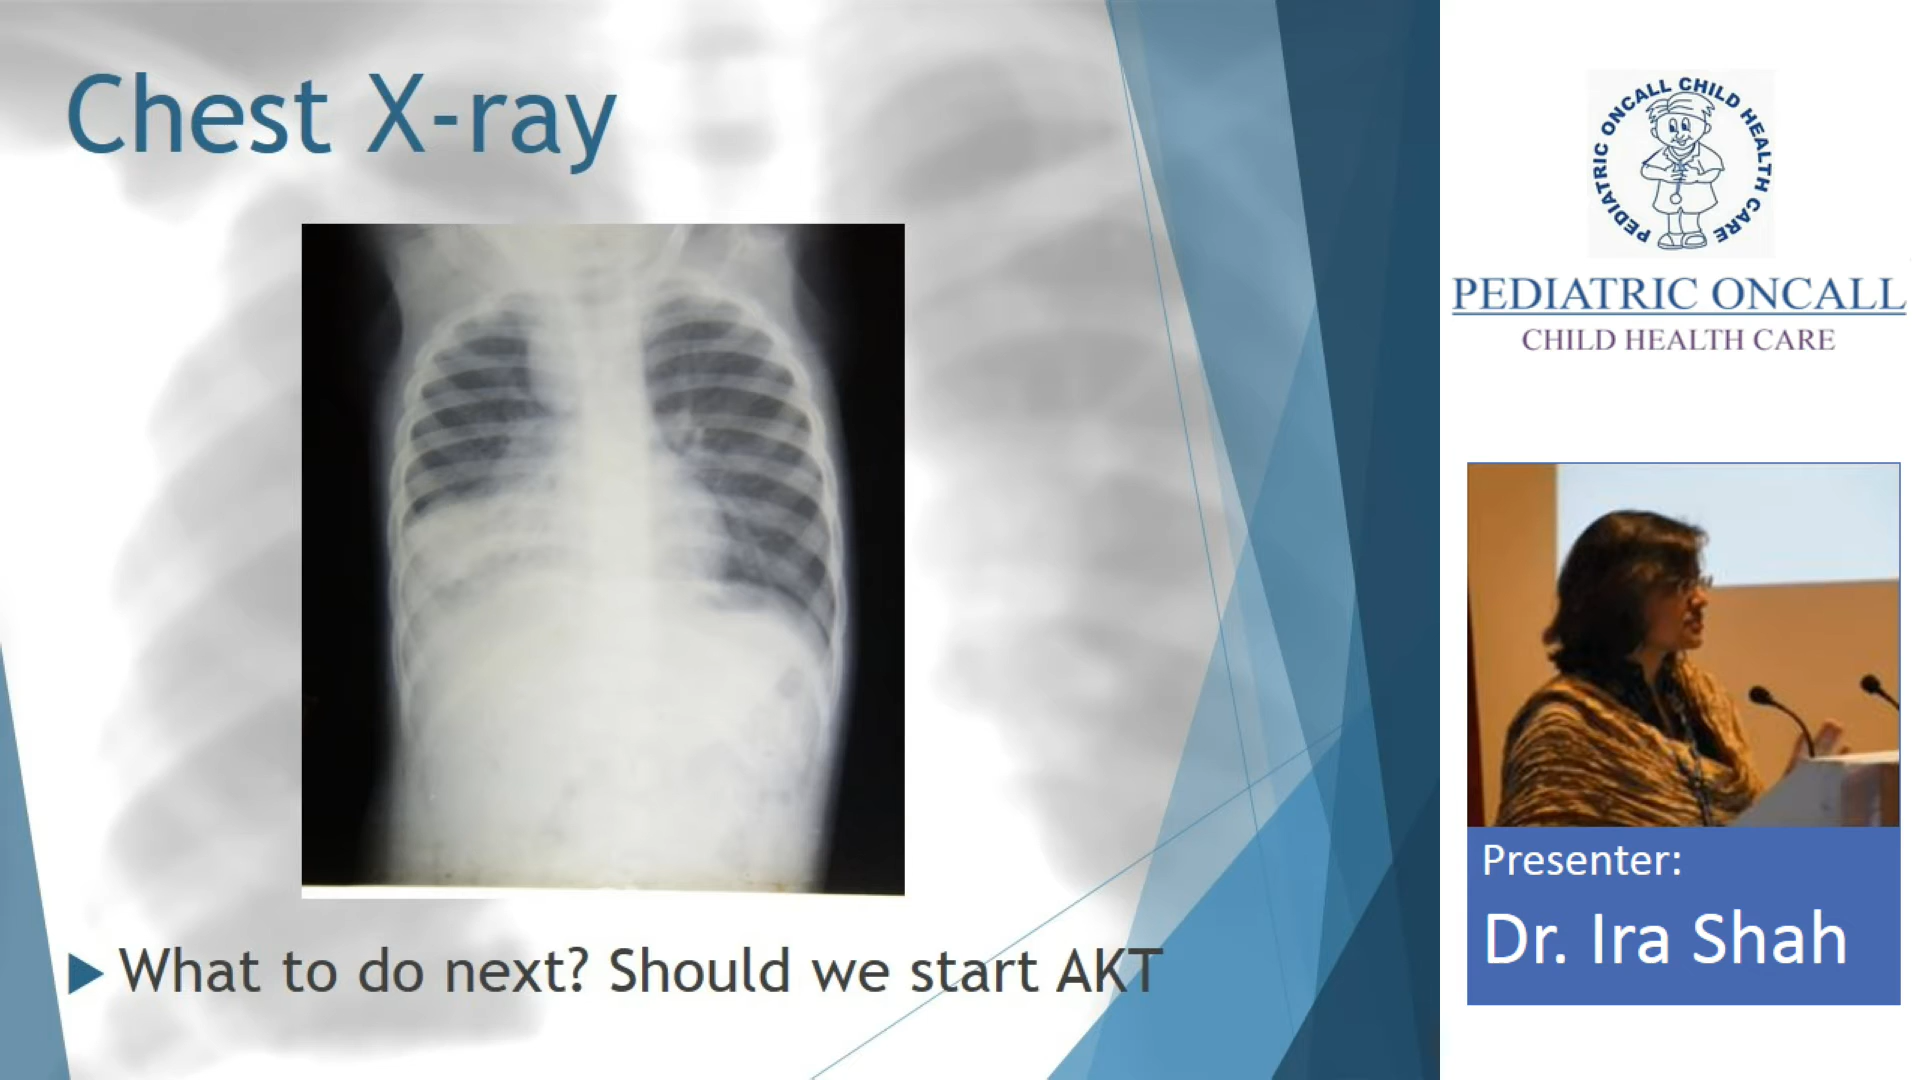 Chest X-ray
What to do next? Should we start AKT
PEDIATRIC ONCALL CHILD HEALTH CARE
PEDIATRIC ONCALL
CHILD HEALTH CARE
Presenter:
Dr. Ira Shah